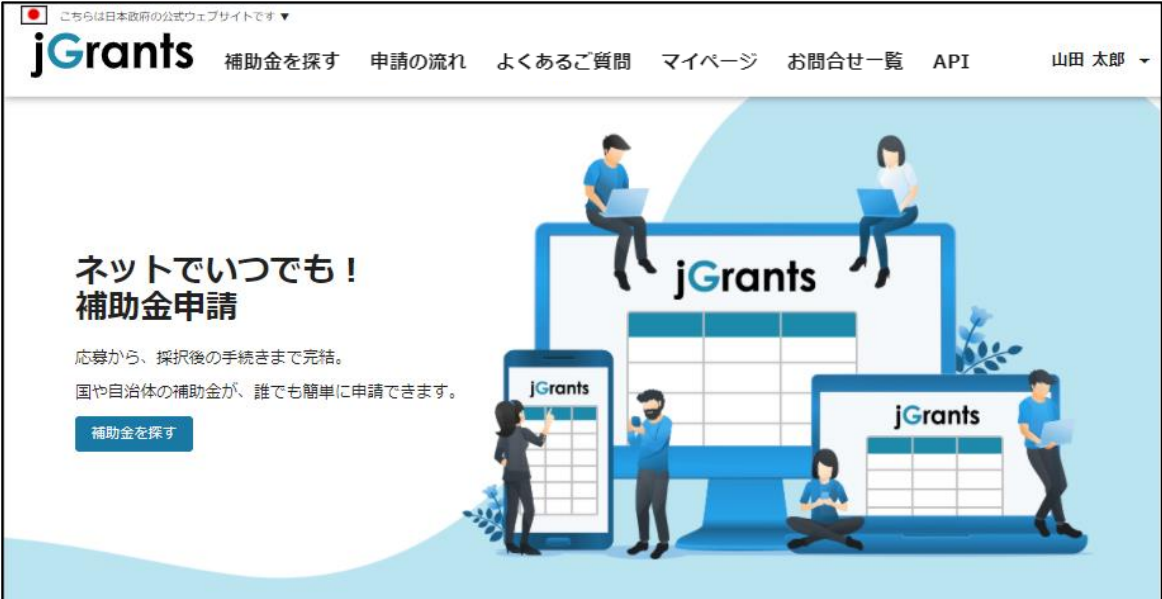 こちらは日本政府の公式ウェブサイトです ▼
jGrants 補助金を探す 申請の流れ よくあるご質問 マイページ お問合せ一覧 API 山田 太郎
ネットでいつでも！
補助金申請
応募から、採択後の手続きまで完結。
国や自治体の補助金が、誰でも簡単に申請できます。
補助金を探す
jGrants
jGrants
jGrants